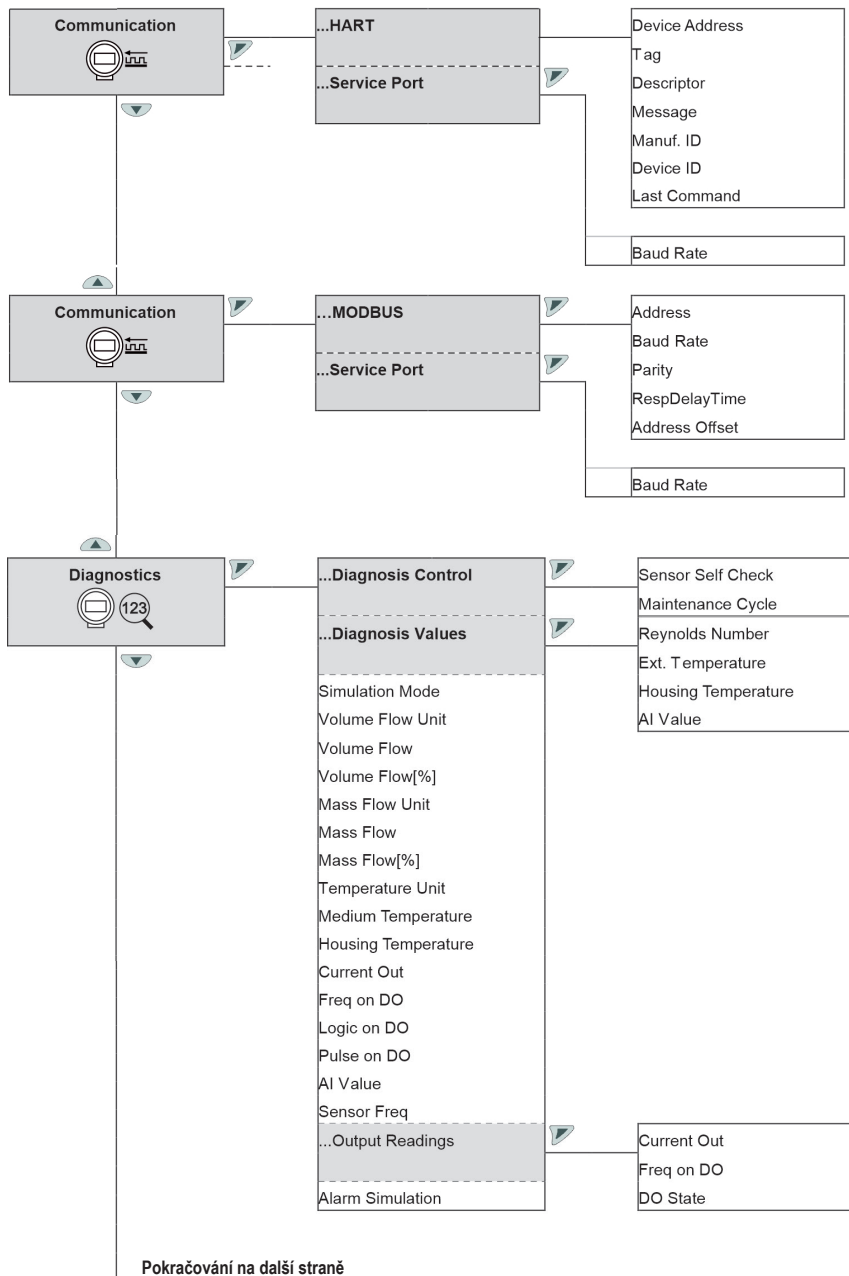 Communication
...HART
...Service Port
Device Address
Tag
Descriptor
Message
Manuf. ID
Device ID
Last Command
Baud Rate
Communication
...MODBUS
...Service Port
Address
Baud Rate
Parity
RespDelayTime
Address Offset
Baud Rate
Diagnostics
123
...Diagnosis Control
Sensor Self Check
Maintenance Cycle
...Diagnosis Values
Reynolds Number
Ext. Temperature
Housing Temperature
AI Value
Simulation Mode
Volume Flow Unit
Volume Flow
Volume Flow[%]
Mass Flow Unit
Mass Flow
Mass Flow[%]
Temperature Unit
Medium Temperature
Housing Temperature
Current Out
Freq on DO
Logic on DO
Pulse on DO
AI Value
Sensor Freq
...Output Readings
Current Out
Freq on DO
DO State
Alarm Simulation
Pokračování na další straně